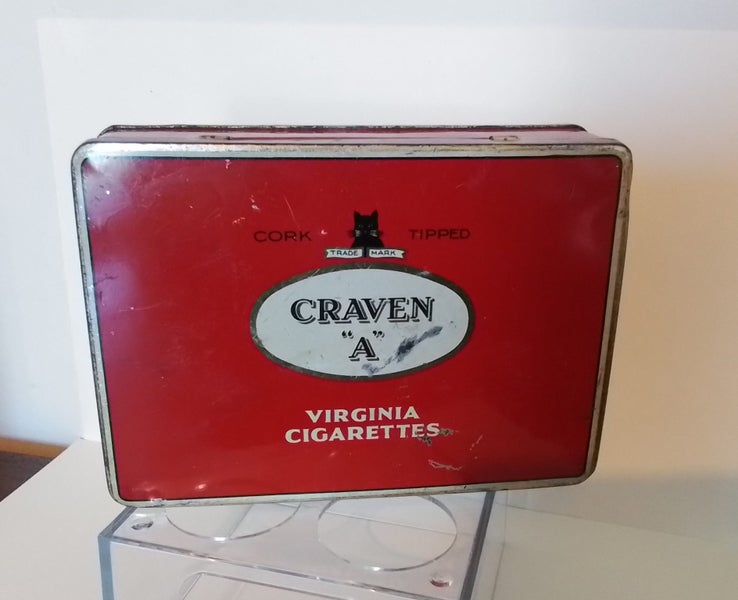 CORK TIPPED
TRADE MARK
CRAVEN
"A"
VIRGINIA
CIGARETTES